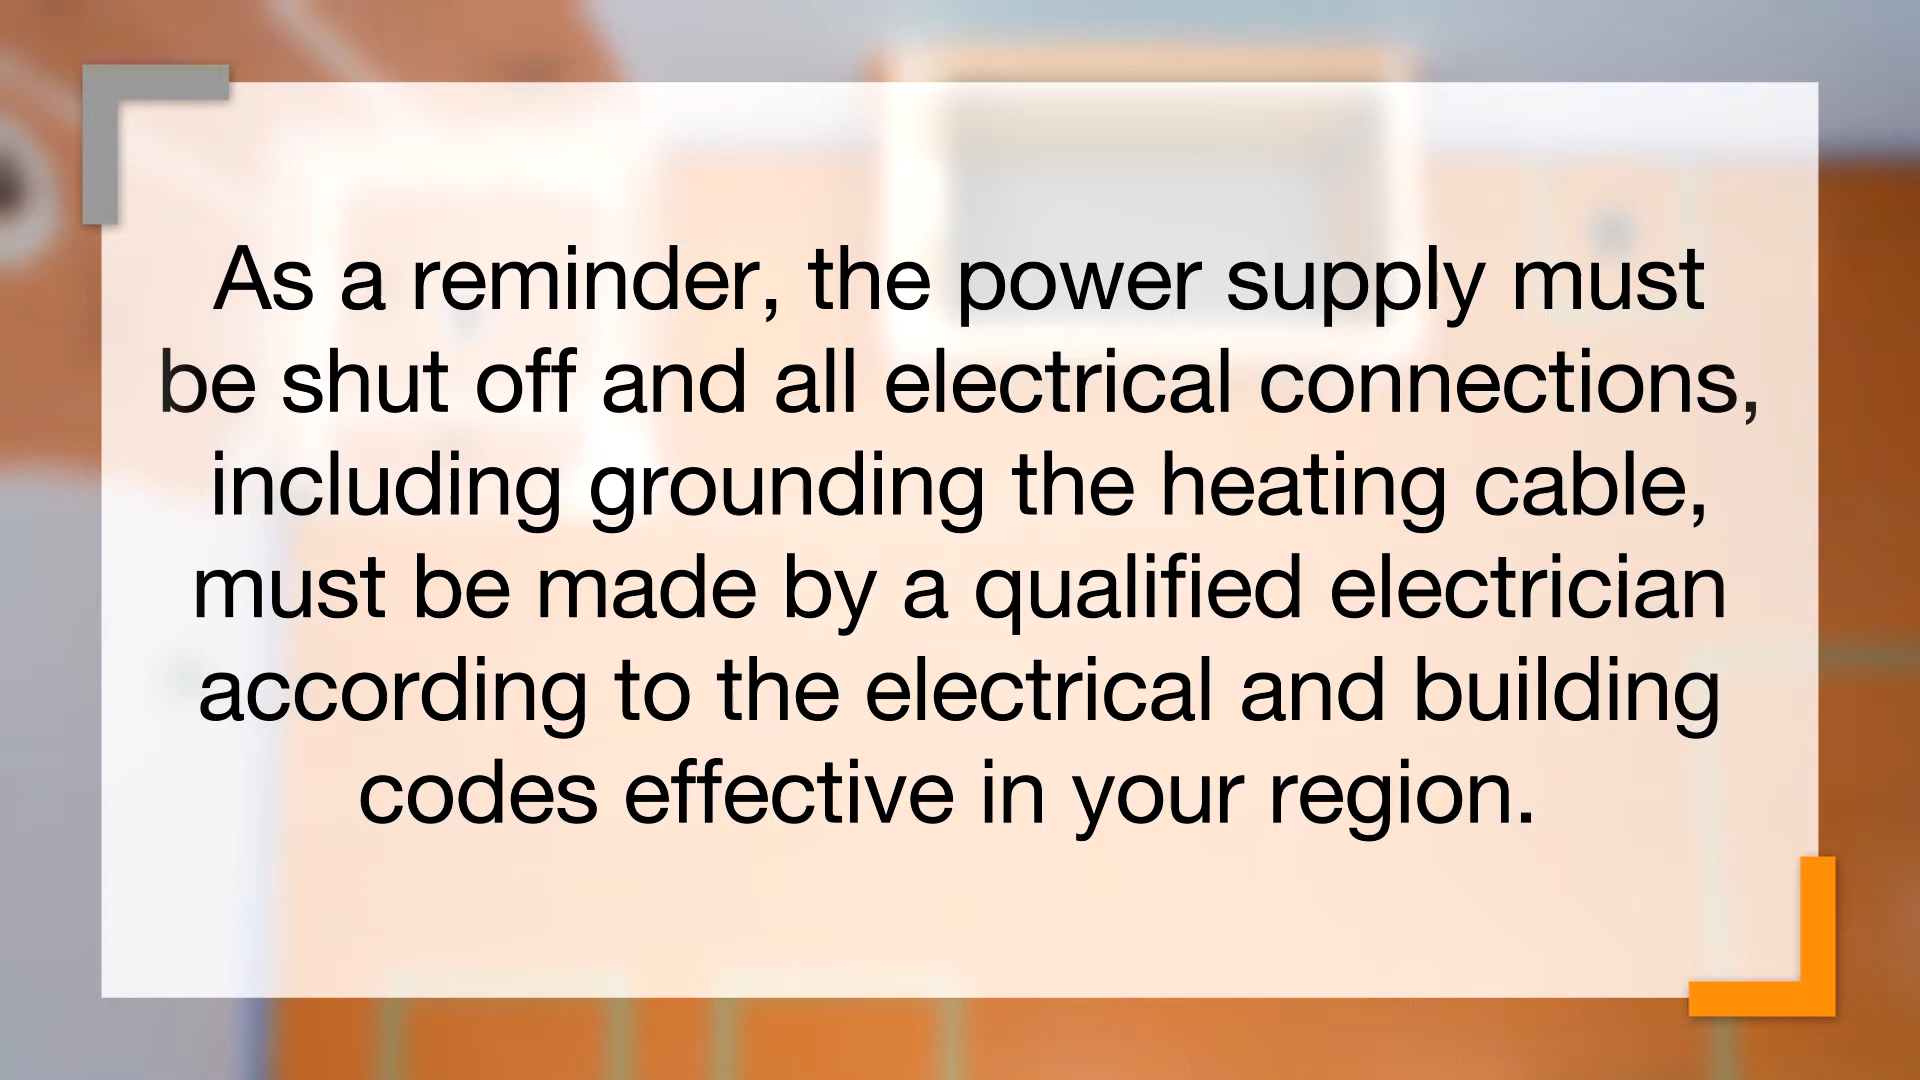 As a reminder, the power supply must
be shut off and all electrical connections,
including grounding the heating cable,
must be made by a qualified electrician
according to the electrical and building
codes effective in your region.